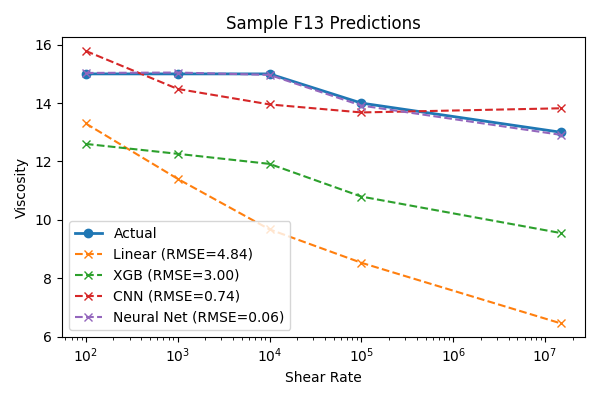 Sample F13 Predictions
Viscosity
16
14
12
10
8
6
Actual
Linear (RMSE=4.84)
XGB (RMSE=3.00)
CNN (RMSE=0.74)
Neural Net (RMSE=0.06)
10² 10³ 10⁴ 10⁵ 10⁶ 10⁷
Shear Rate